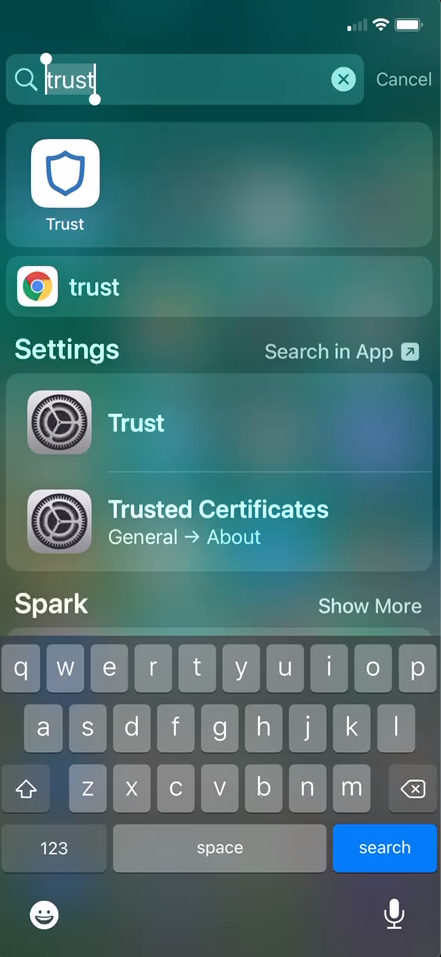 trust
Cancel
Trust
trust
Settings
Search in App
Trust
Trusted Certificates
General → About
Spark
Show More
q w e r t y u i o p
a s d f g h j k l
z x c v b n m
123 space search